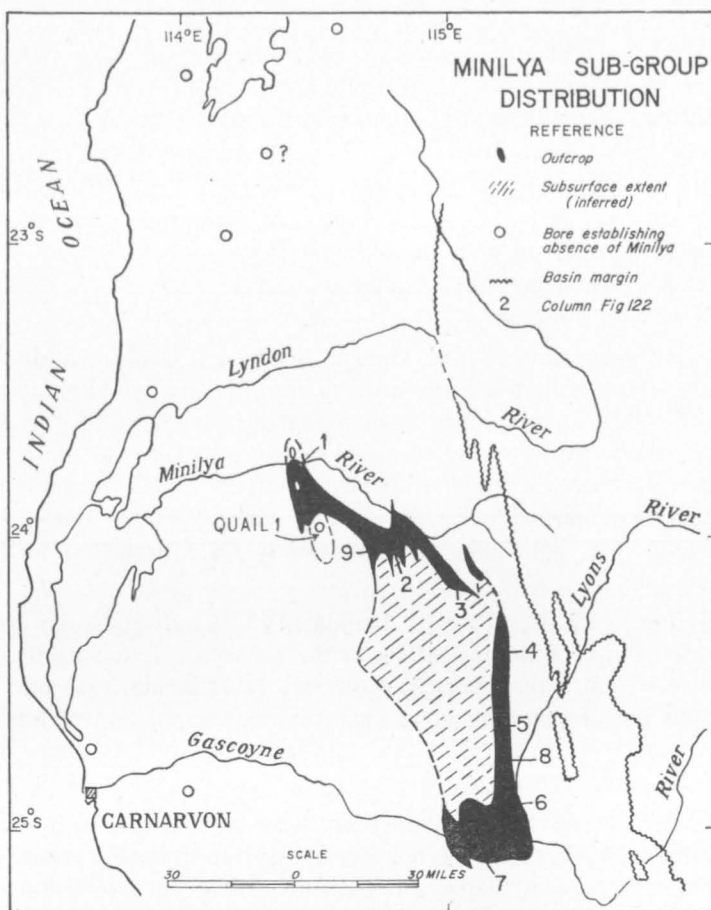 114°E
115°E
MINILYA SUB-GROUP
DISTRIBUTION
REFERENCE
Outcrop
Subsurface extent
(inferred)
Bore establishing
absence of Minilya
Basin margin
2 Column Fig 122
?
INDIAN OCEAN
23°S
Lyndon River
Minilya River
1
QUAIL 1
24°
9
2
3
Lyons River
4
5
8
6
7
Gascoyne River
CARNARVON
25°S
SCALE
30 0 30 MILES